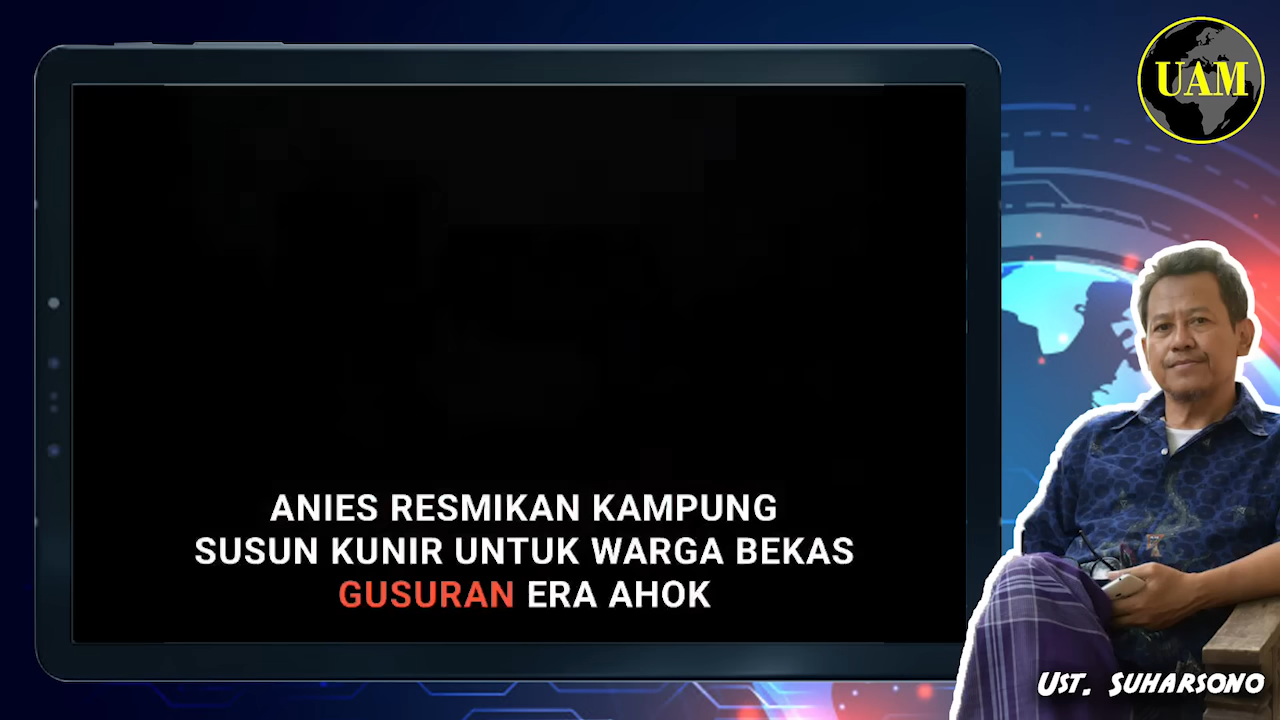 UAM
ANIES RESMIKAN KAMPUNG
SUSUN KUNIR UNTUK WARGA BEKAS
GUSURAN ERA AHOK
UST. SUHARSONO